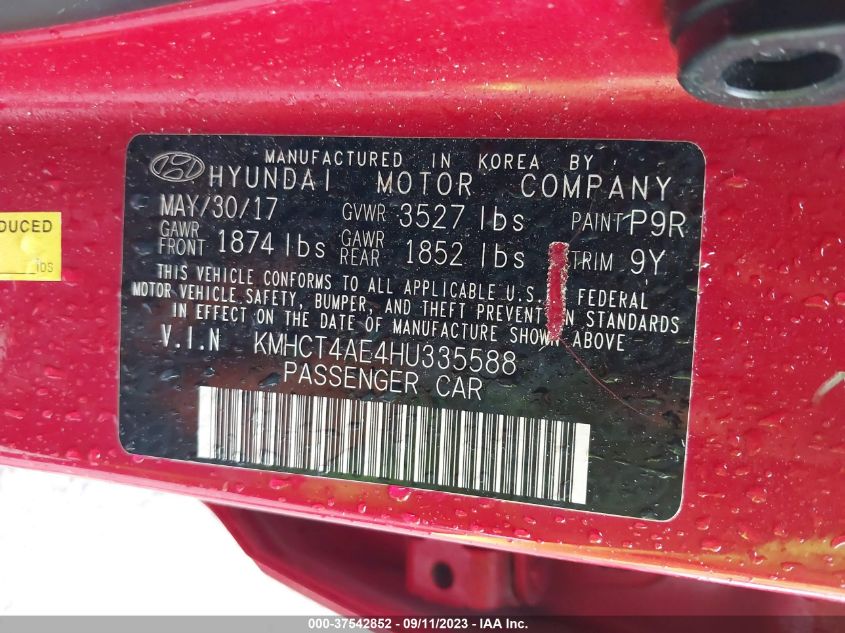 MANUFACTURED IN KOREA BY
HYUNDAI MOTOR COMPANY
MAY/30/17 GVWR 3527 lbs PAINT P9R
GAWR FRONT 1874 lbs GAWR REAR 1852 lbs TRIM 9Y
THIS VEHICLE CONFORMS TO ALL APPLICABLE U.S. FEDERAL
MOTOR VEHICLE SAFETY, BUMPER, AND THEFT PREVENTION STANDARDS
IN EFFECT ON THE DATE OF MANUFACTURE SHOWN ABOVE
V.I.N KMHCT4AE4HU335588
PASSENGER CAR
DUCED
lbs
000-37542852 - 09/11/2023 - IAA Corp.